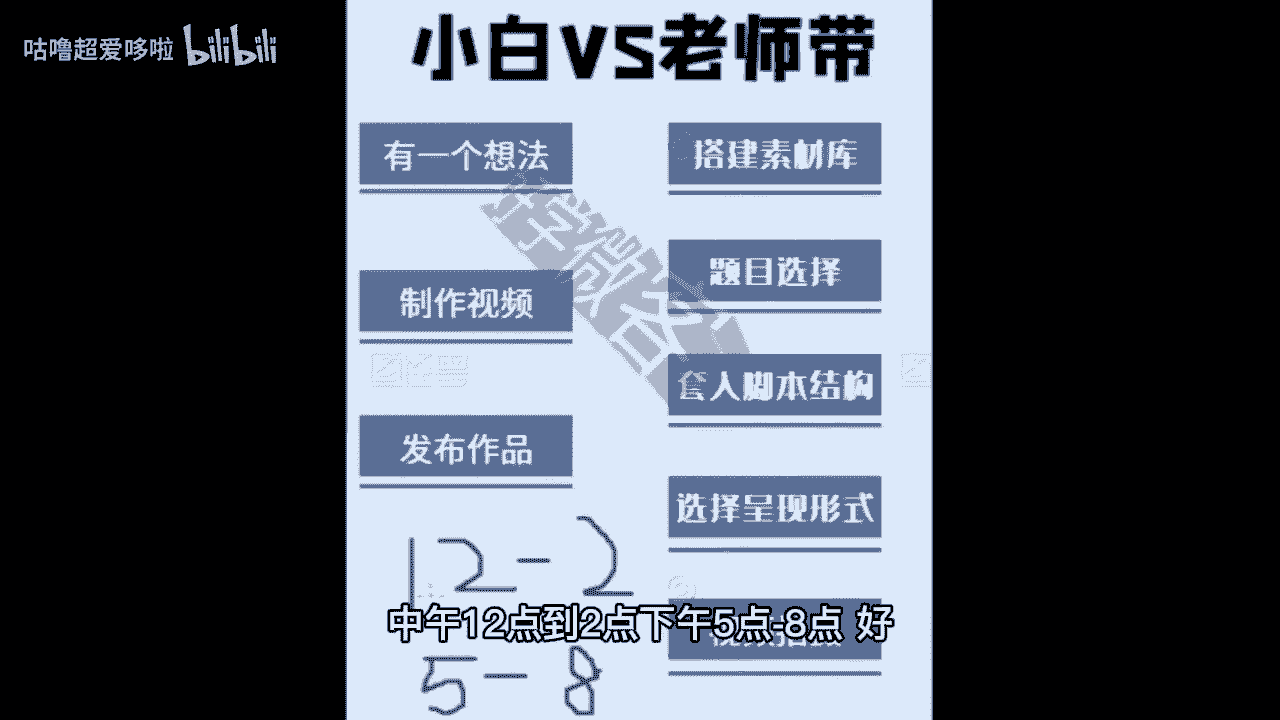 咕噜超爱哆啦 bilibili
小白VS老师带
有一个想法
制作视频
发布作品
搭建素材库
题目选择
套入脚本结构
选择呈现形式
12-2
中午12点到2点下午5点-8点 好
5-8